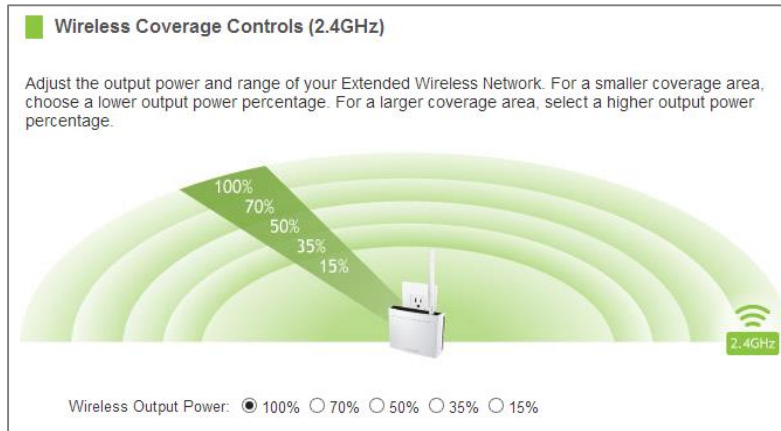 Wireless Coverage Controls (2.4GHz)
Adjust the output power and range of your Extended Wireless Network. For a smaller coverage area,
choose a lower output power percentage. For a larger coverage area, select a higher output power
percentage.
100%
70%
50%
35%
15%
2.4GHz
Wireless Output Power: 100% 70% 50% 35% 15%